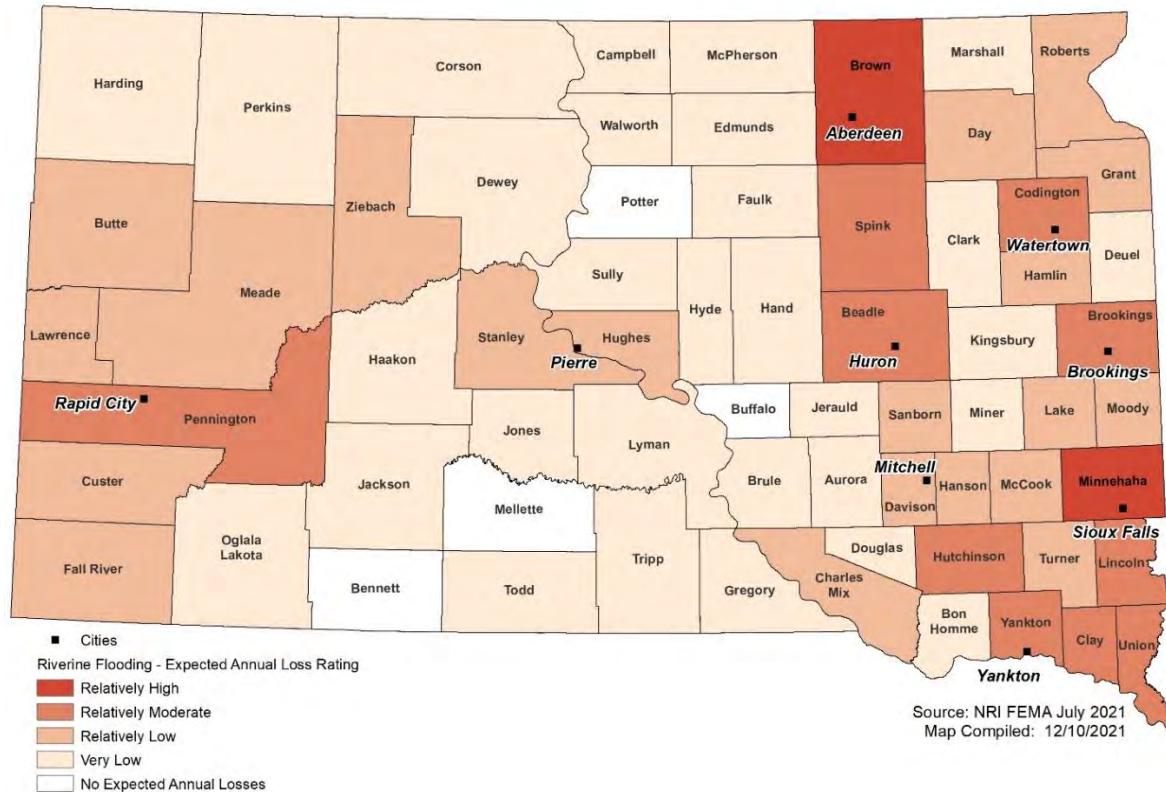 Harding
Perkins
Corson
Campbell
McPherson
Brown
Marshall
Roberts
Walworth
Edmunds
Aberdeen
Day
Dewey
Ziebach
Butte
Potter
Faulk
Spink
Codington
Grant
Clark
Watertown
Deuel
Hamlin
Meade
Sully
Hyde
Hand
Lawrence
Stanley
Hughes
Pierre
Haakon
Beadle
Huron
Kingsbury
Brookings
Brookings
Rapid City
Pennington
Buffalo
Jerauld
Sanborn
Miner
Lake
Moody
Jones
Lyman
Custer
Jackson
Mellette
Brule
Aurora
Mitchell
Davison
Hanson
McCook
Minnehaha
Sioux Falls
Oglala
Lakota
Fall River
Bennett
Todd
Tripp
Gregory
Charles
Mix
Douglas
Hutchinson
Turner
Lincoln
Bon
Homme
Yankton
Clay
Union
Yankton
Cities
Riverine Flooding - Expected Annual Loss Rating
Relatively High
Relatively Moderate
Relatively Low
Very Low
No Expected Annual Losses
Source: NRI FEMA July 2021
Map Compiled: 12/10/2021